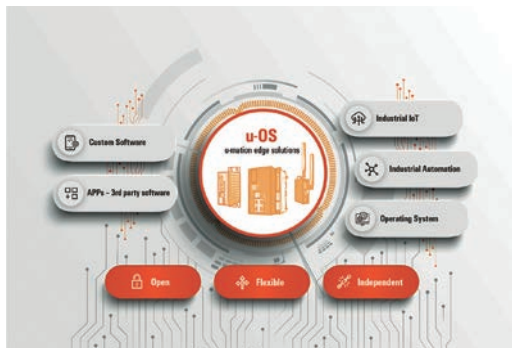 u-OS
u-mation edge solutions
Custom Software
APPs – 3rd party software
Industrial IoT
Industrial Automation
Operating System
Open
Flexible
Independent